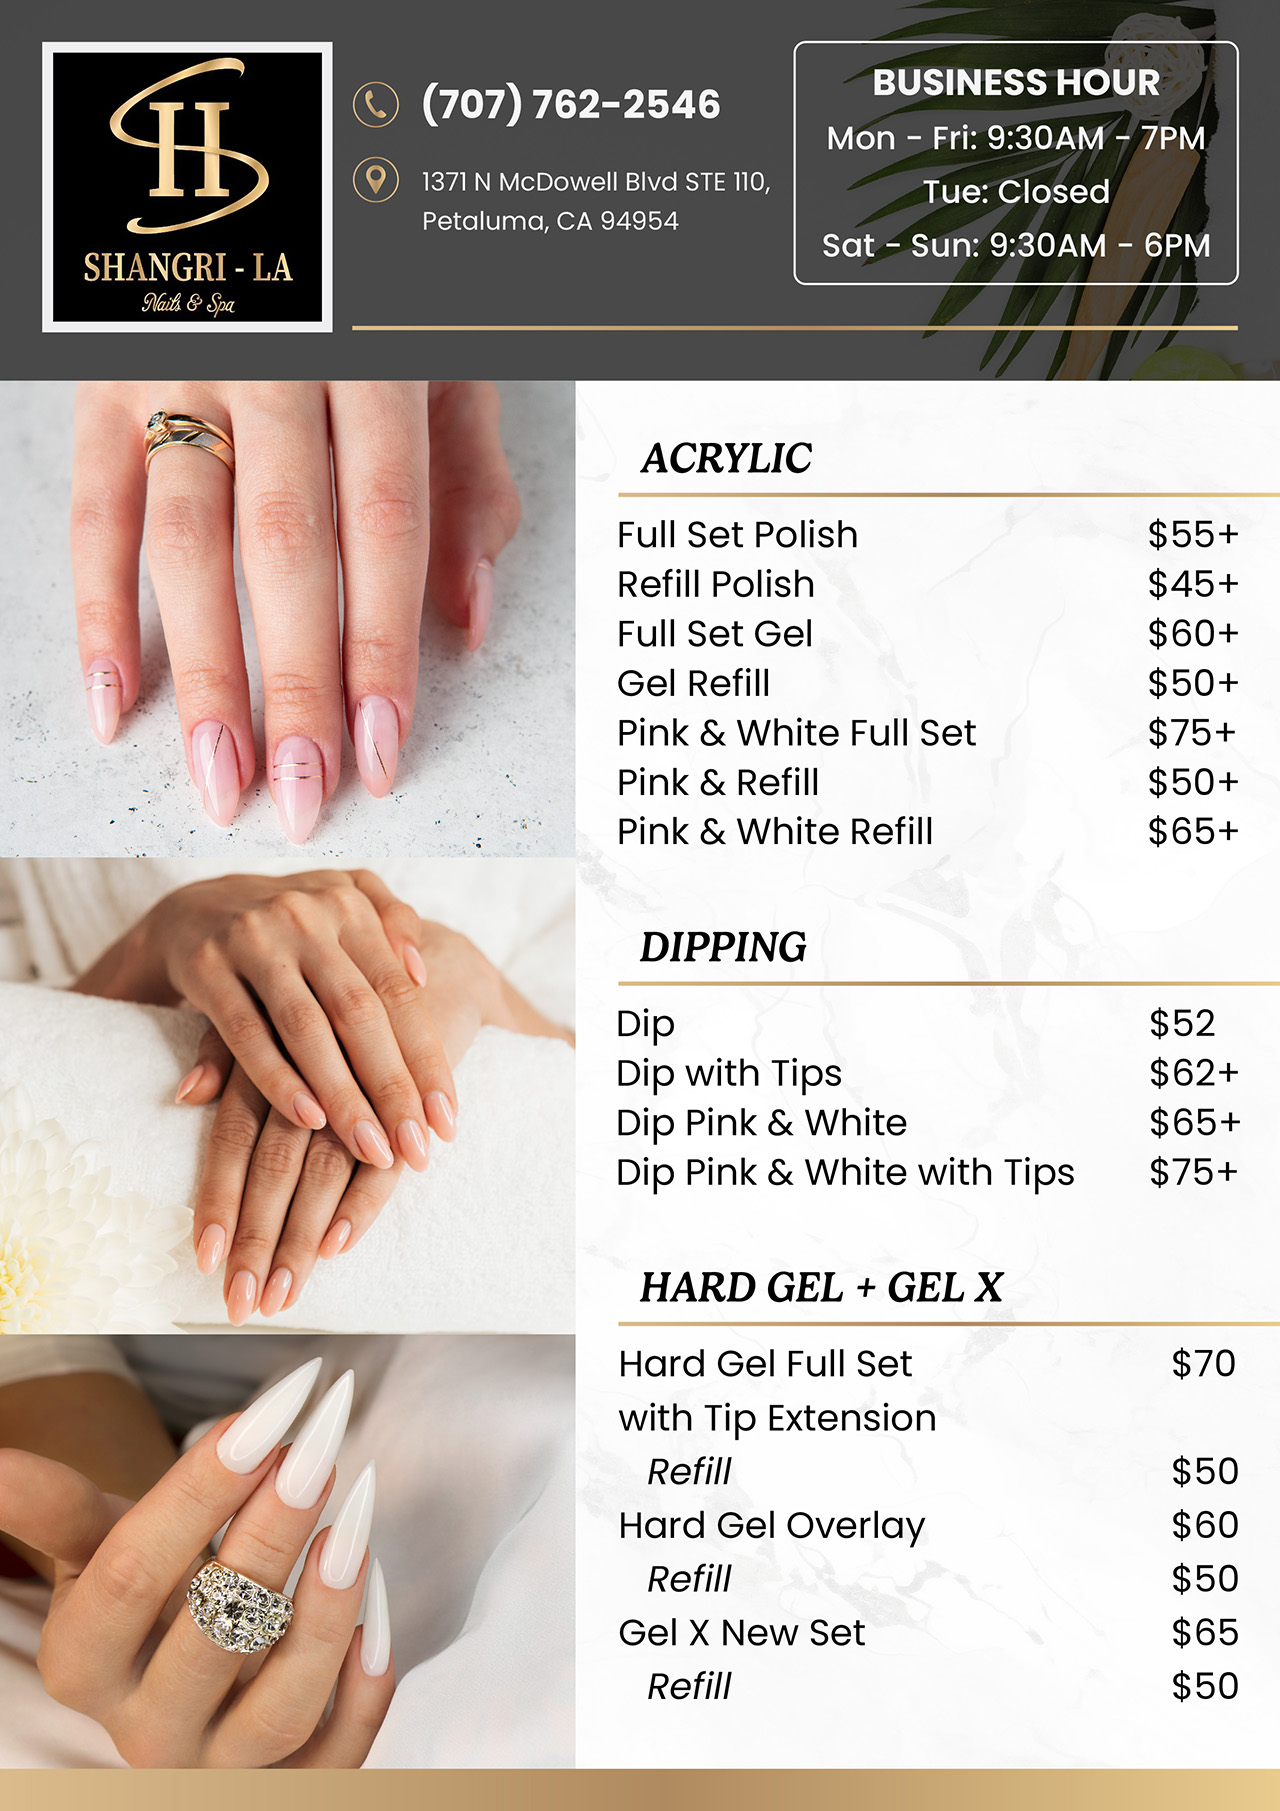 SH
SHANGRI - LA
Nails & Spa
(707) 762-2546
1371 N McDowell Blvd STE 110,
Petaluma, CA 94954
BUSINESS HOUR
Mon - Fri: 9:30AM - 7PM
Tue: Closed
Sat - Sun: 9:30AM - 6PM
ACRYLIC
Full Set Polish $55+
Refill Polish $45+
Full Set Gel $60+
Gel Refill $50+
Pink & White Full Set $75+
Pink & Refill $50+
Pink & White Refill $65+
DIPPING
Dip $52
Dip with Tips $62+
Dip Pink & White $65+
Dip Pink & White with Tips $75+
HARD GEL + GEL X
Hard Gel Full Set $70
with Tip Extension
Refill $50
Hard Gel Overlay $60
Refill $50
Gel X New Set $65
Refill $50